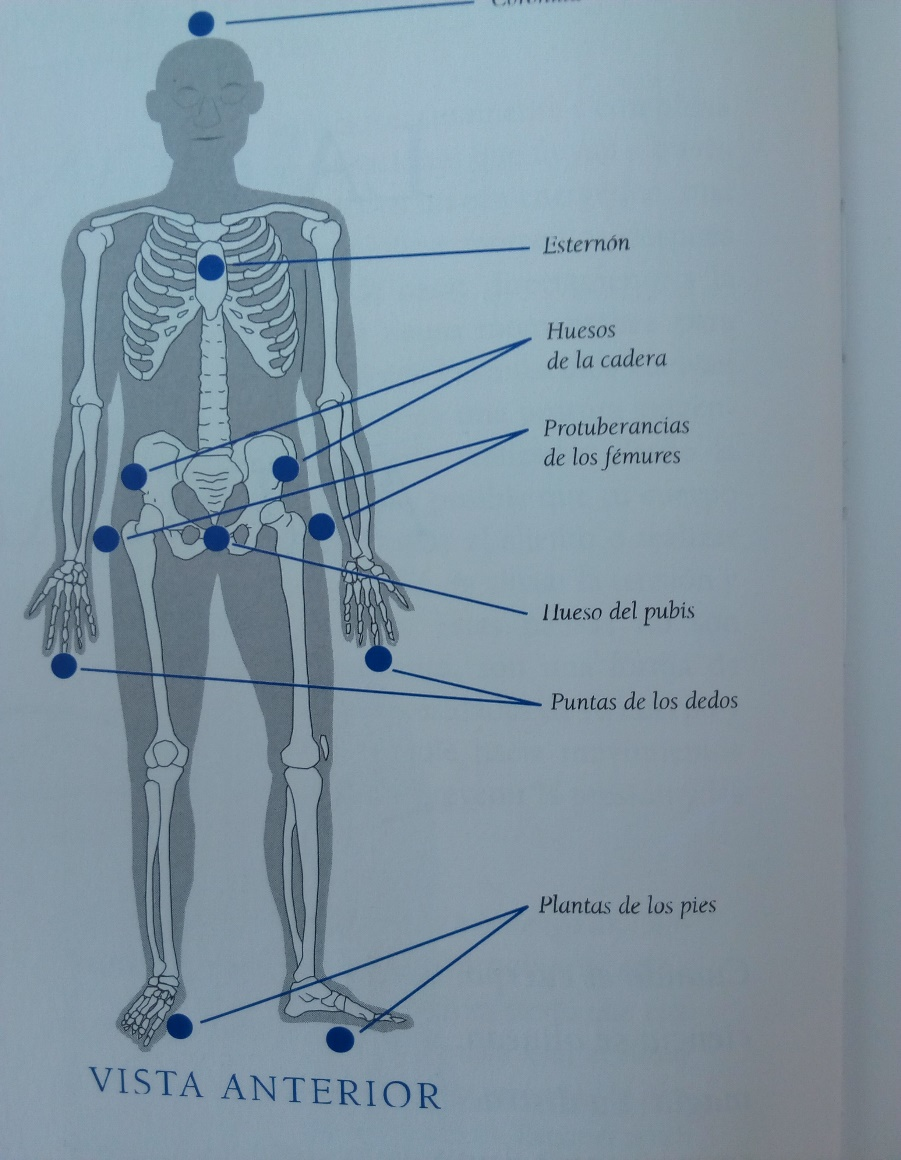 Esternón
Huesos
de la cadera
Protuberancias
de los fémures
Hueso del pubis
Puntas de los dedos
Plantas de los pies
VISTA ANTERIOR